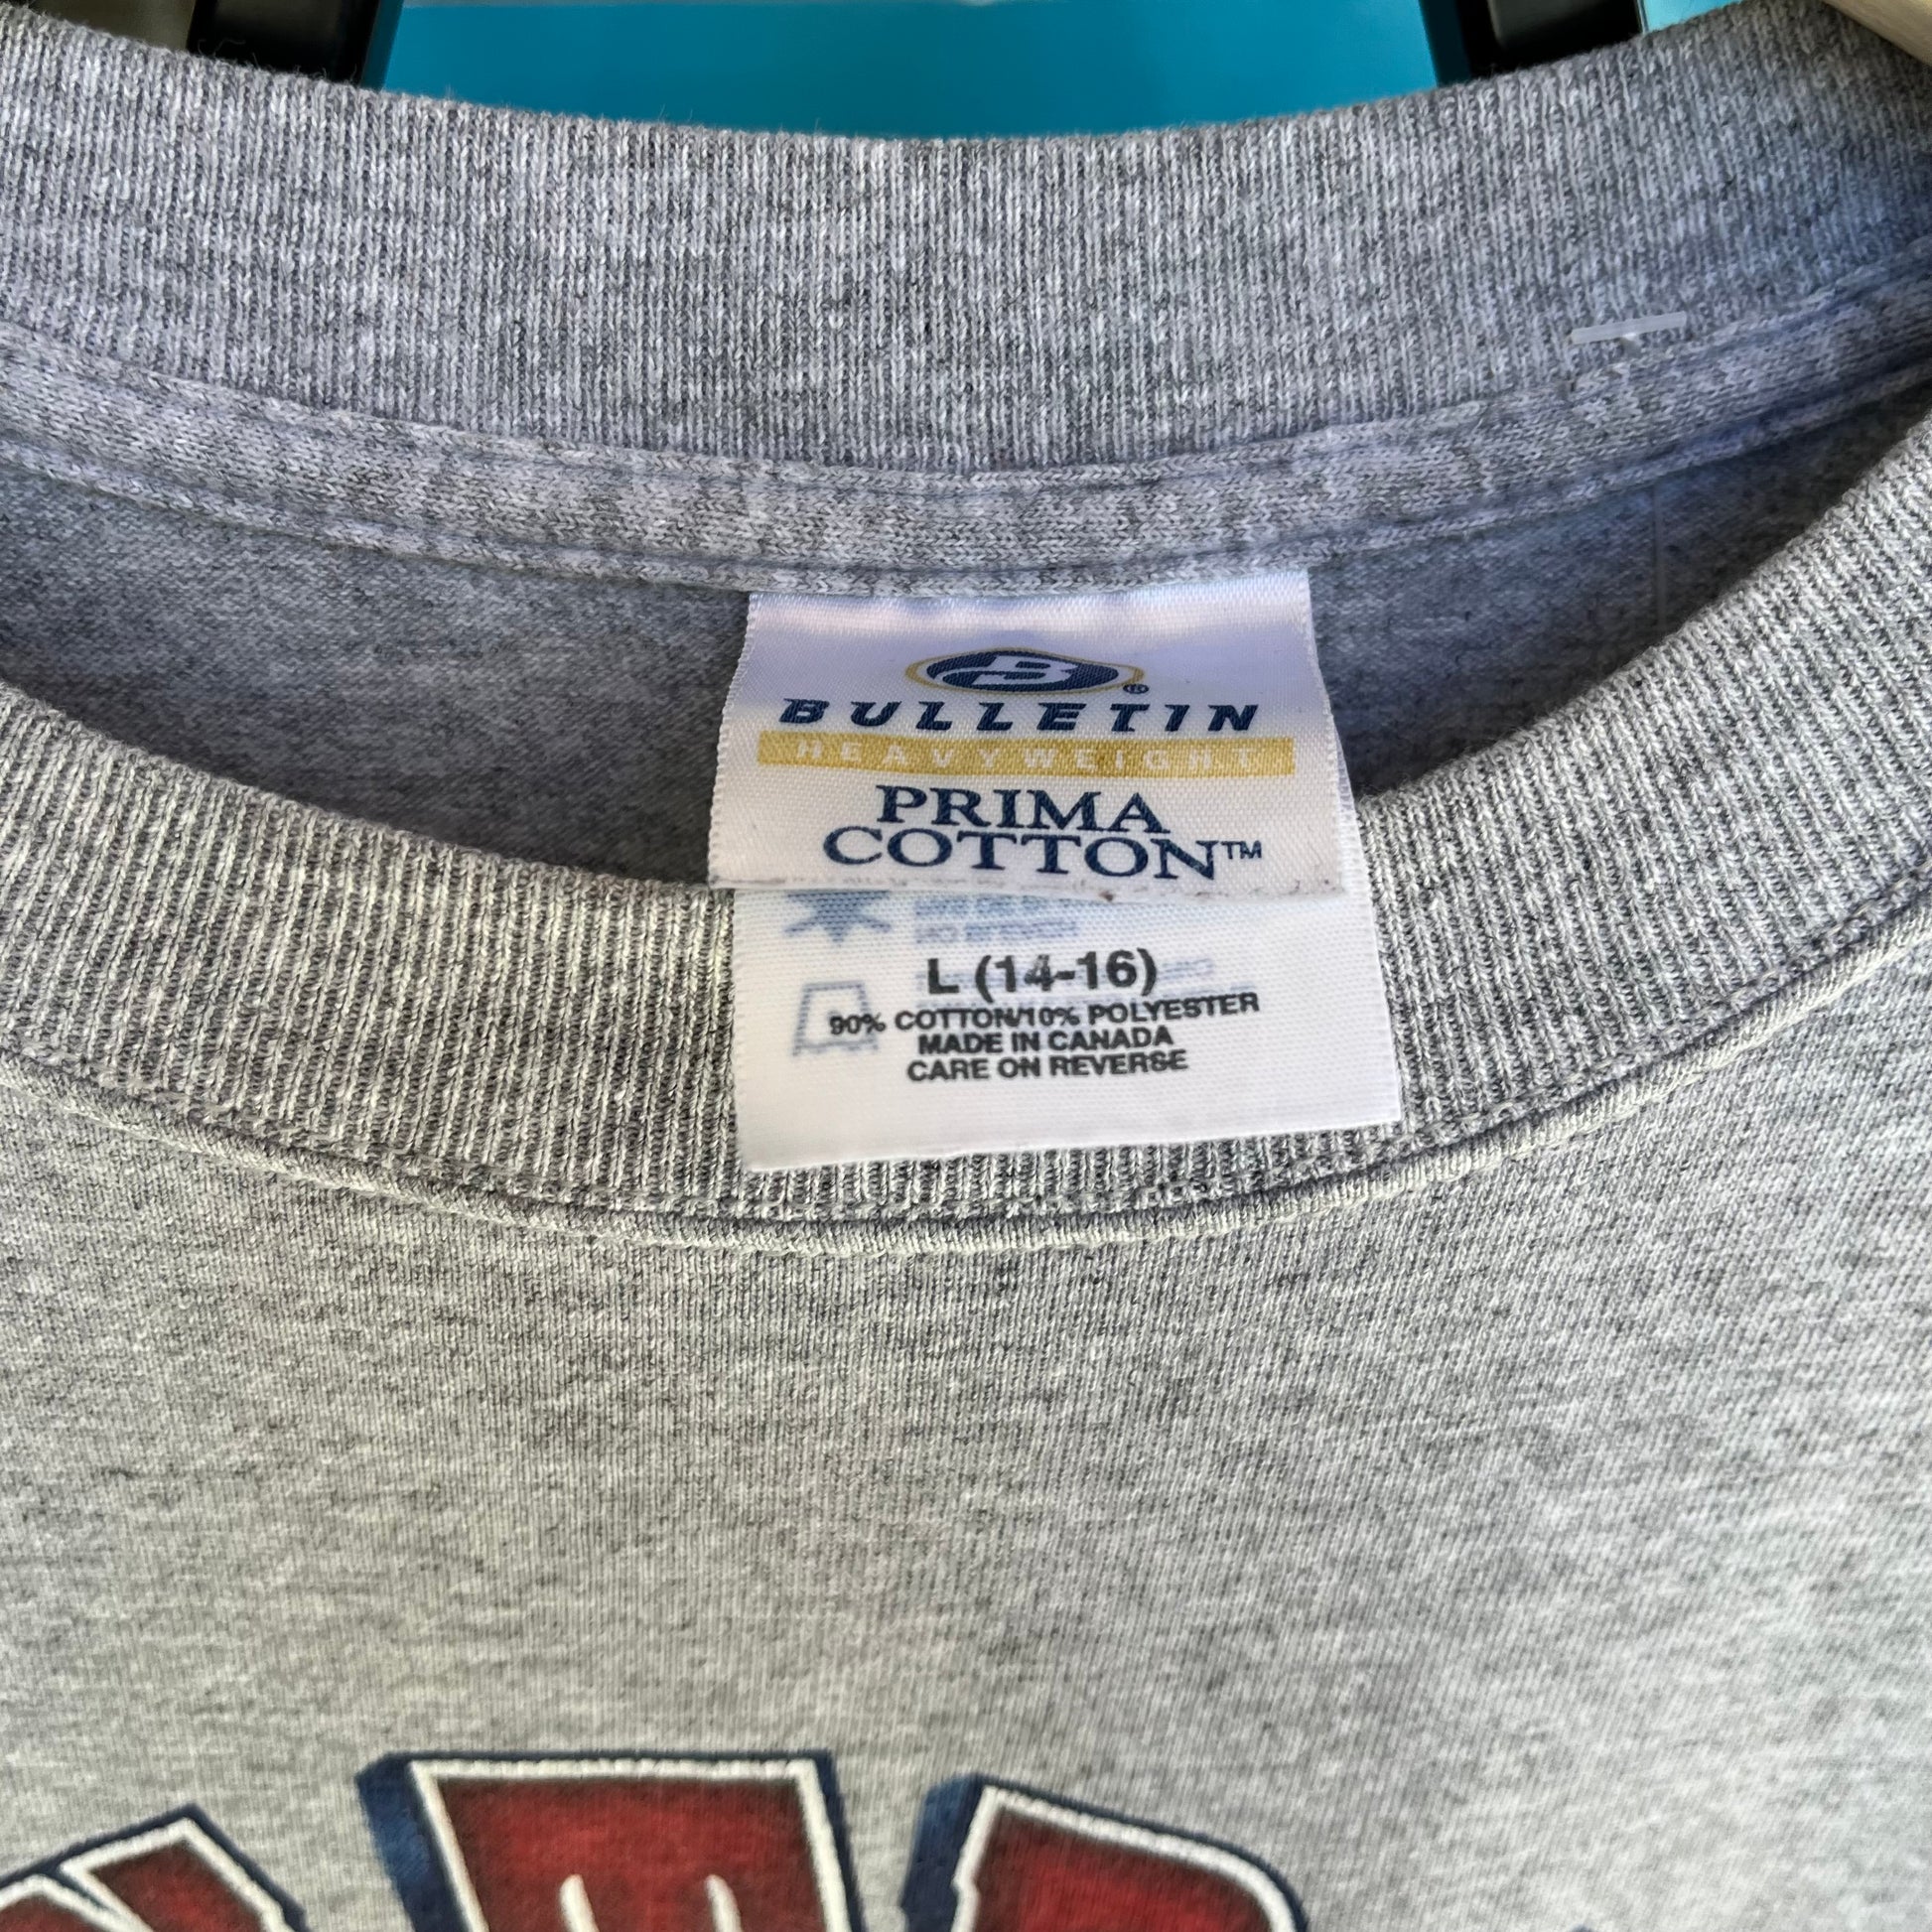 B®
BULLETIN
HEAVYWEIGHT
PRIMA
COTTON™
L (14-16)
90% COTTON/10% POLYESTER
MADE IN CANADA
CARE ON REVERSE